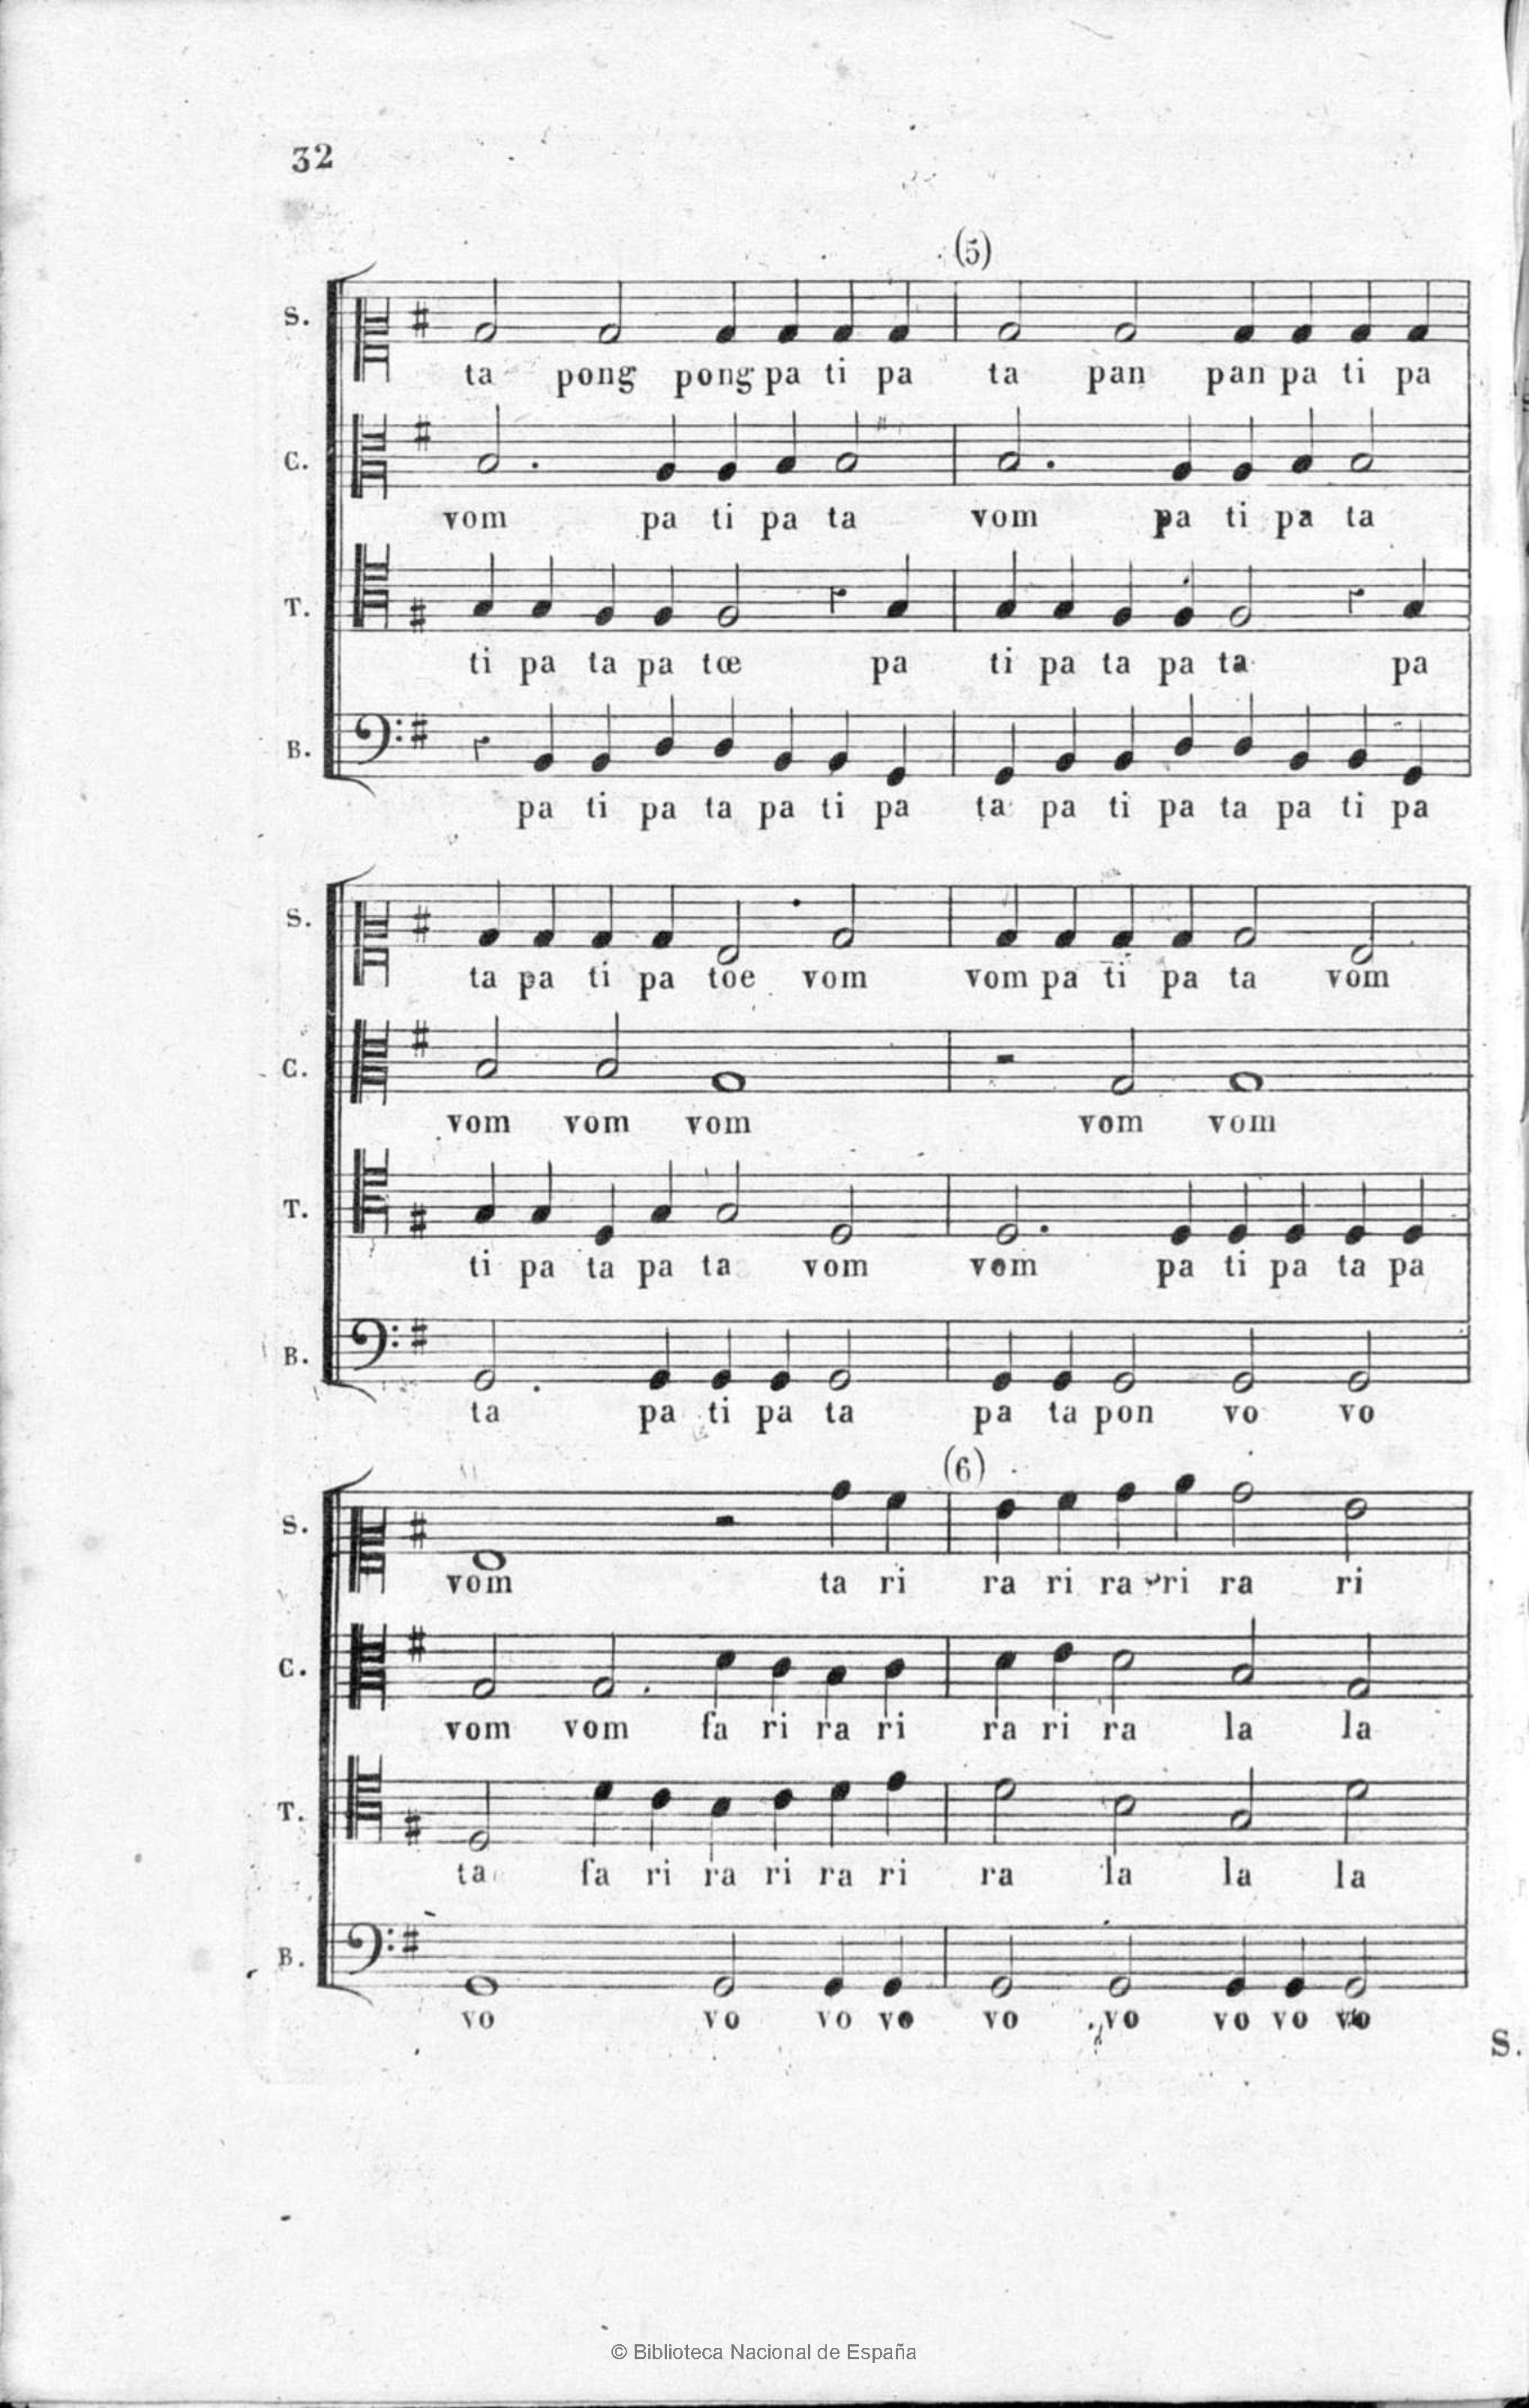 32
(5)
S.
ta pong pong pa ti pa ta pan pan pa ti pa
C.
vom pa ti pa ta vom pa ti pa ta
T.
ti pa ta pa tœ pa ti pa ta pa ta pa
B.
pa ti pa ta pa ti pa ta pa ti pa ta pa ti pa
S.
ta pa ti pa toe vom vom pa ti pa ta vom
C.
vom vom vom vom vom
T.
ti pa ta pa ta vom vom pa ti pa ta pa
B.
ta pa ti pa ta pa ta pon vo vo
(6)
S.
vom ta ri ra ri ra ri ra ri
C.
vom vom fa ri ra ri ra ri ra la la
T.
ta fa ri ra ri ra ri ra la la la
B.
vo vo vo vo vo vo vo vo vo
S.
© Biblioteca Nacional de España